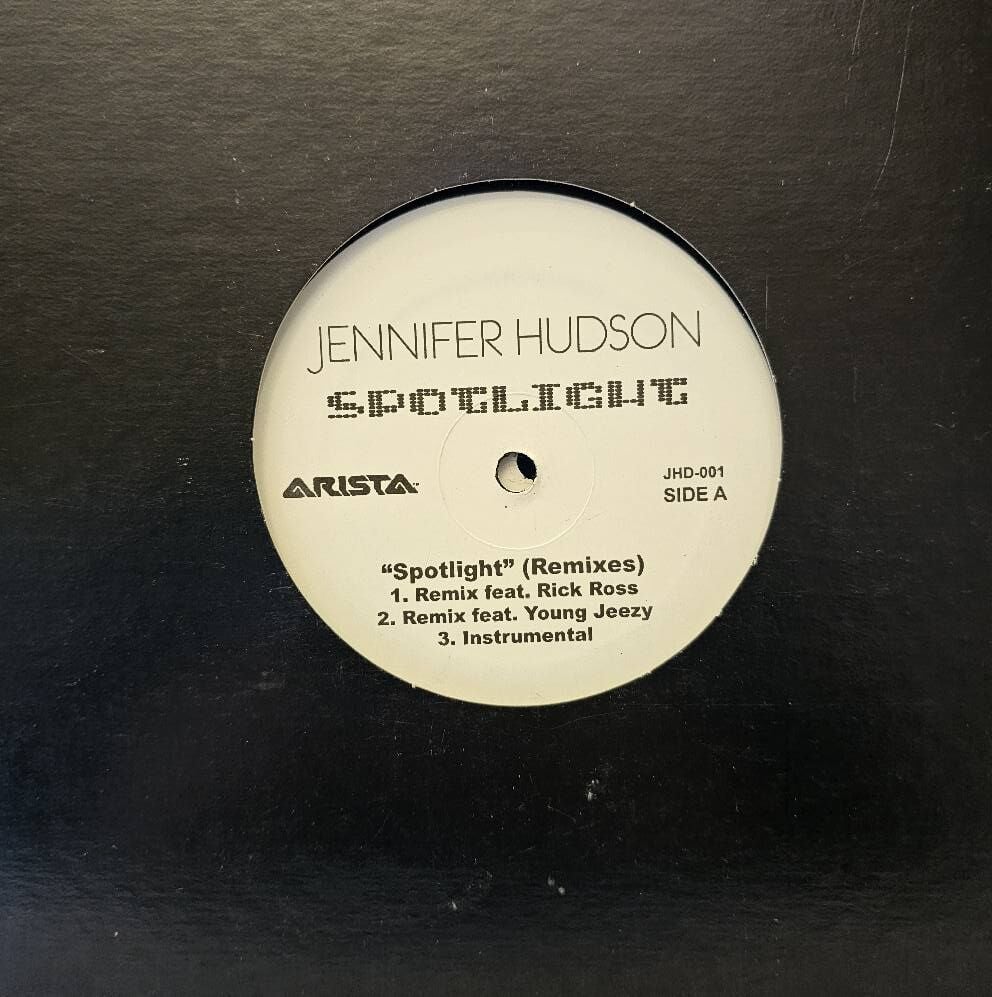 JENNIFER HUDSON
SPOTLIGHT
ARISTA™
JHD-001
SIDE A
“Spotlight” (Remixes)
1. Remix feat. Rick Ross
2. Remix feat. Young Jeezy
3. Instrumental